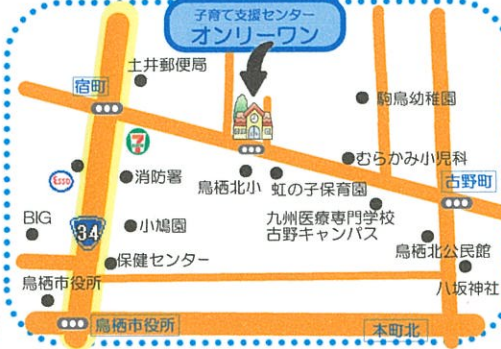 子育て支援センター
オンリーワン
土井郵便局
宿町
駒鳥幼稚園
7
むらかみ小児科
Esso
消防署
鳥栖北小
虹の子保育園
古野町
九州医療専門学校
古野キャンパス
BIG
34
小鳩園
鳥栖北公民館
保健センター
鳥栖市役所
八坂神社
鳥栖市役所
本町北